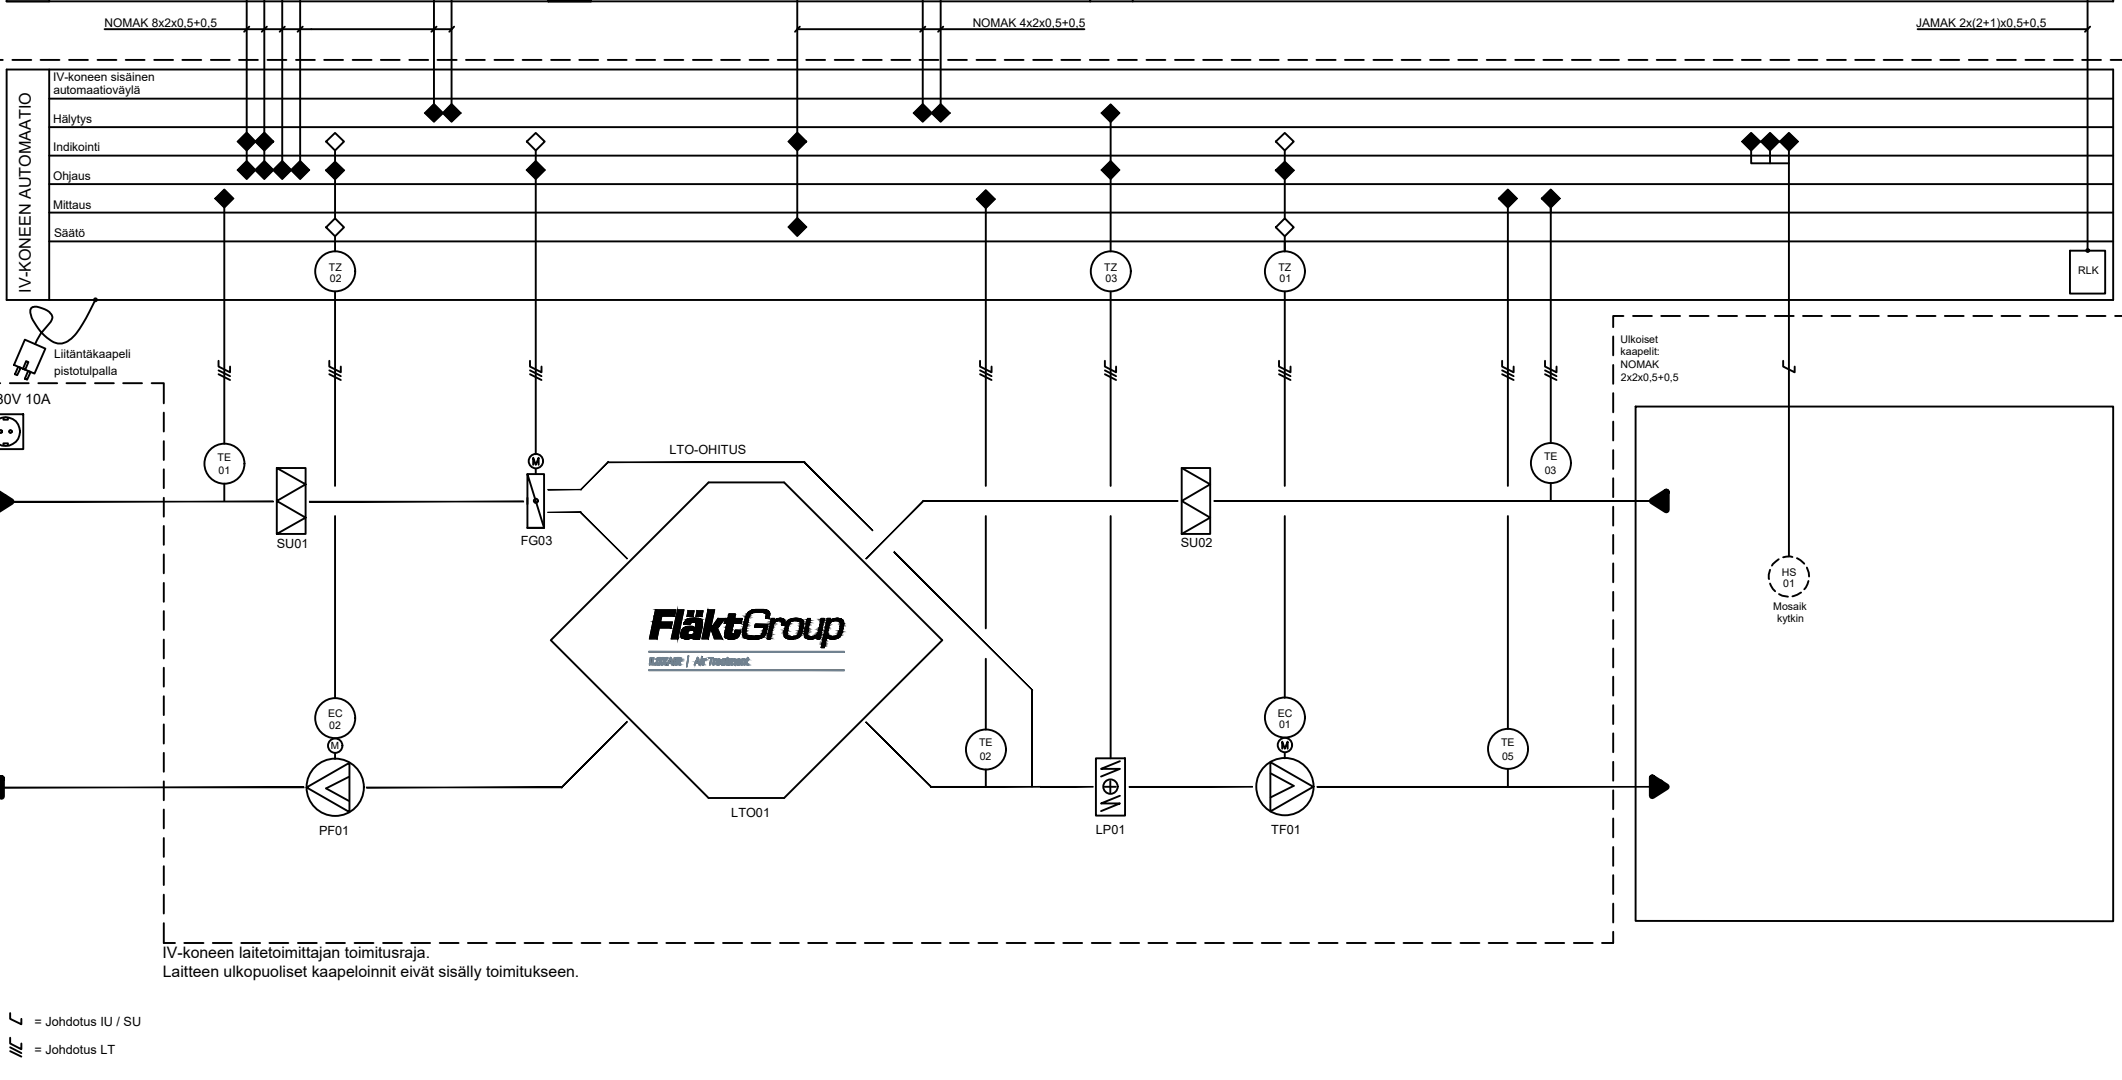 NOMAK 8x2x0,5+0,5
NOMAK 4x2x0,5+0,5
JAMAK 2x(2+1)x0,5+0,5
IV-KONEEN AUTOMAATIO
IV-koneen sisäinen
automaatioväylä
Hälytys
Indikointi
Ohjaus
Mittaus
Säätö
TZ
02
TZ
03
TZ
01
RLK
Liitäntäkaapeli
pistotulpalla
Ulkoiset
kaapelit:
NOMAK
2x2x0,5+0,5
30V 10A
TE
01
M
LTO-OHITUS
TE
03
SU01
FG03
SU02
HS
01
Mosaik
kytkin
FläktGroup
Air Treatment
EC
02
M
EC
01
M
TE
02
TE
05
PF01
LTO01
LP01
TF01
IV-koneen laitetoimittajan toimitusraja.
Laitteen ulkopuoliset kaapeloinnit eivät sisälly toimitukseen.
= Johdotus IU / SU
= Johdotus LT